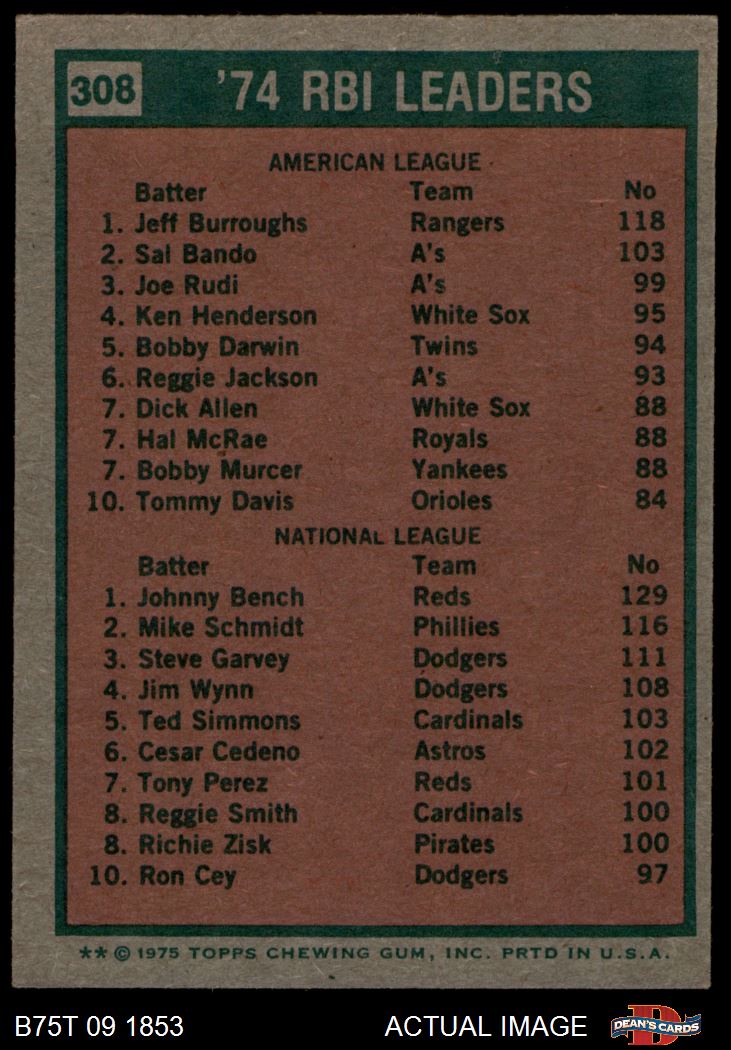 308 '74 RBI LEADERS
AMERICAN LEAGUE
Batter Team No
1. Jeff Burroughs Rangers 118
2. Sal Bando A's 103
3. Joe Rudi A's 99
4. Ken Henderson White Sox 95
5. Bobby Darwin Twins 94
6. Reggie Jackson A's 93
7. Dick Allen White Sox 88
7. Hal McRae Royals 88
7. Bobby Murcer Yankees 88
10. Tommy Davis Orioles 84
NATIONAL LEAGUE
Batter Team No
1. Johnny Bench Reds 129
2. Mike Schmidt Phillies 116
3. Steve Garvey Dodgers 111
4. Jim Wynn Dodgers 108
5. Ted Simmons Cardinals 103
6. Cesar Cedeno Astros 102
7. Tony Perez Reds 101
8. Reggie Smith Cardinals 100
8. Richie Zisk Pirates 100
10. Ron Cey Dodgers 97
** © 1975 TOPPS CHEWING GUM, INC. PRTD IN U.S.A.
B75T 09 1853 ACTUAL IMAGE D DEAN'S CARDS